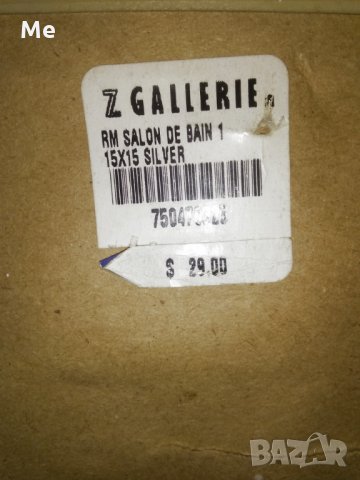 Me
Z GALLERIE.
RM SALON DE BAIN 1
15X15 SILVER
$ 29.00
BAZAR